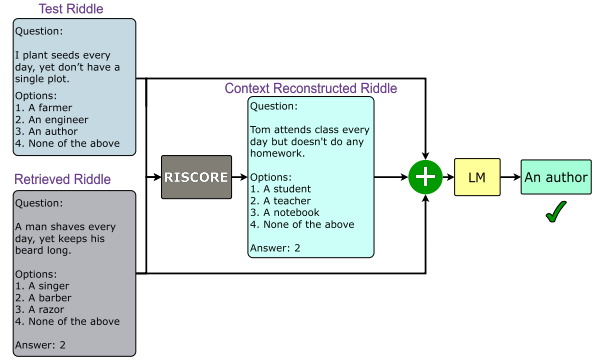 Test Riddle
Question:
I plant seeds every
day, yet don’t have a
single plot.
Options:
1. A farmer
2. An engineer
3. An author
4. None of the above
Retrieved Riddle
Question:
A man shaves every
day, yet keeps his
beard long.
Options:
1. A singer
2. A barber
3. A razor
4. None of the above
Answer: 2
RISCORE
Context Reconstructed Riddle
Question:
Tom attends class every
day but doesn't do any
homework.
Options:
1. A student
2. A teacher
3. A notebook
4. None of the above
Answer: 2
LM
An author